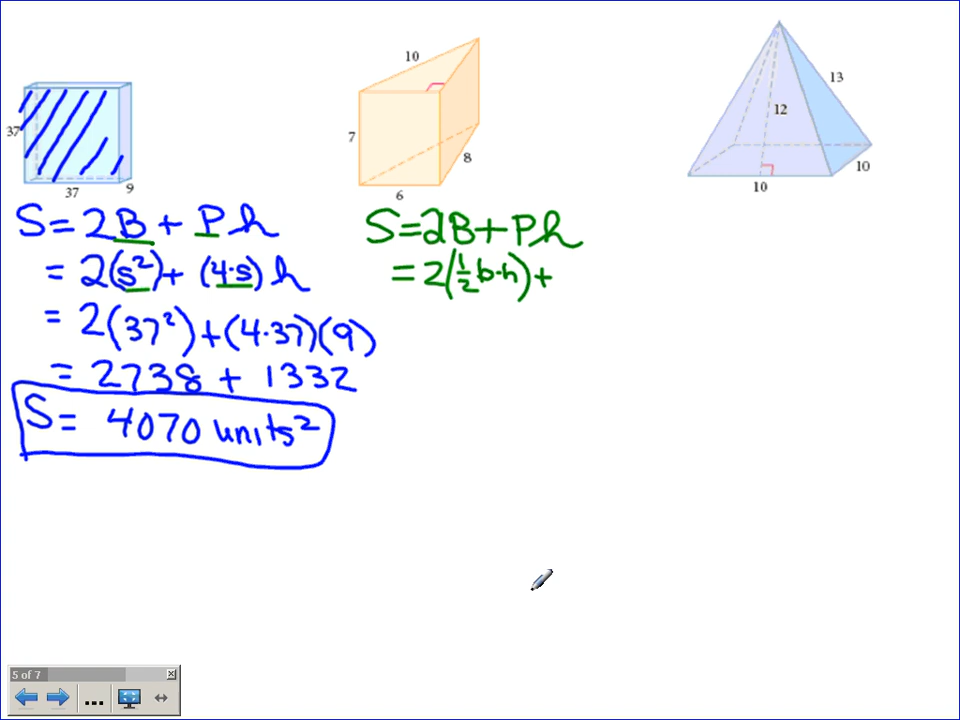 37
37
9
10
7
8
6
13
12
10
10
S = 2B + Ph
= 2(s²) + (4·s)h
= 2(37²) + (4·37)(9)
= 2738 + 1332
S = 4070 units²
S = 2B + Ph
= 2(½b·h) +
5 of 7
...